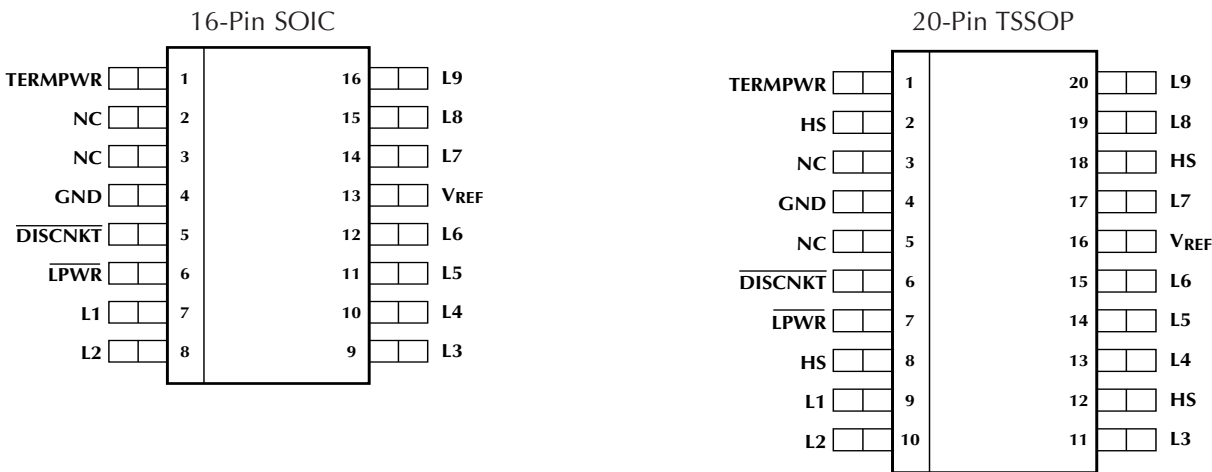 16-Pin SOIC
TERMPWR 1 16 L9
NC 2 15 L8
NC 3 14 L7
GND 4 13 VREF
DISCNKT 5 12 L6
LPWR 6 11 L5
L1 7 10 L4
L2 8 9 L3
20-Pin TSSOP
TERMPWR 1 20 L9
HS 2 19 L8
NC 3 18 HS
GND 4 17 L7
NC 5 16 VREF
DISCNKT 6 15 L6
LPWR 7 14 L5
HS 8 13 L4
L1 9 12 HS
L2 10 11 L3